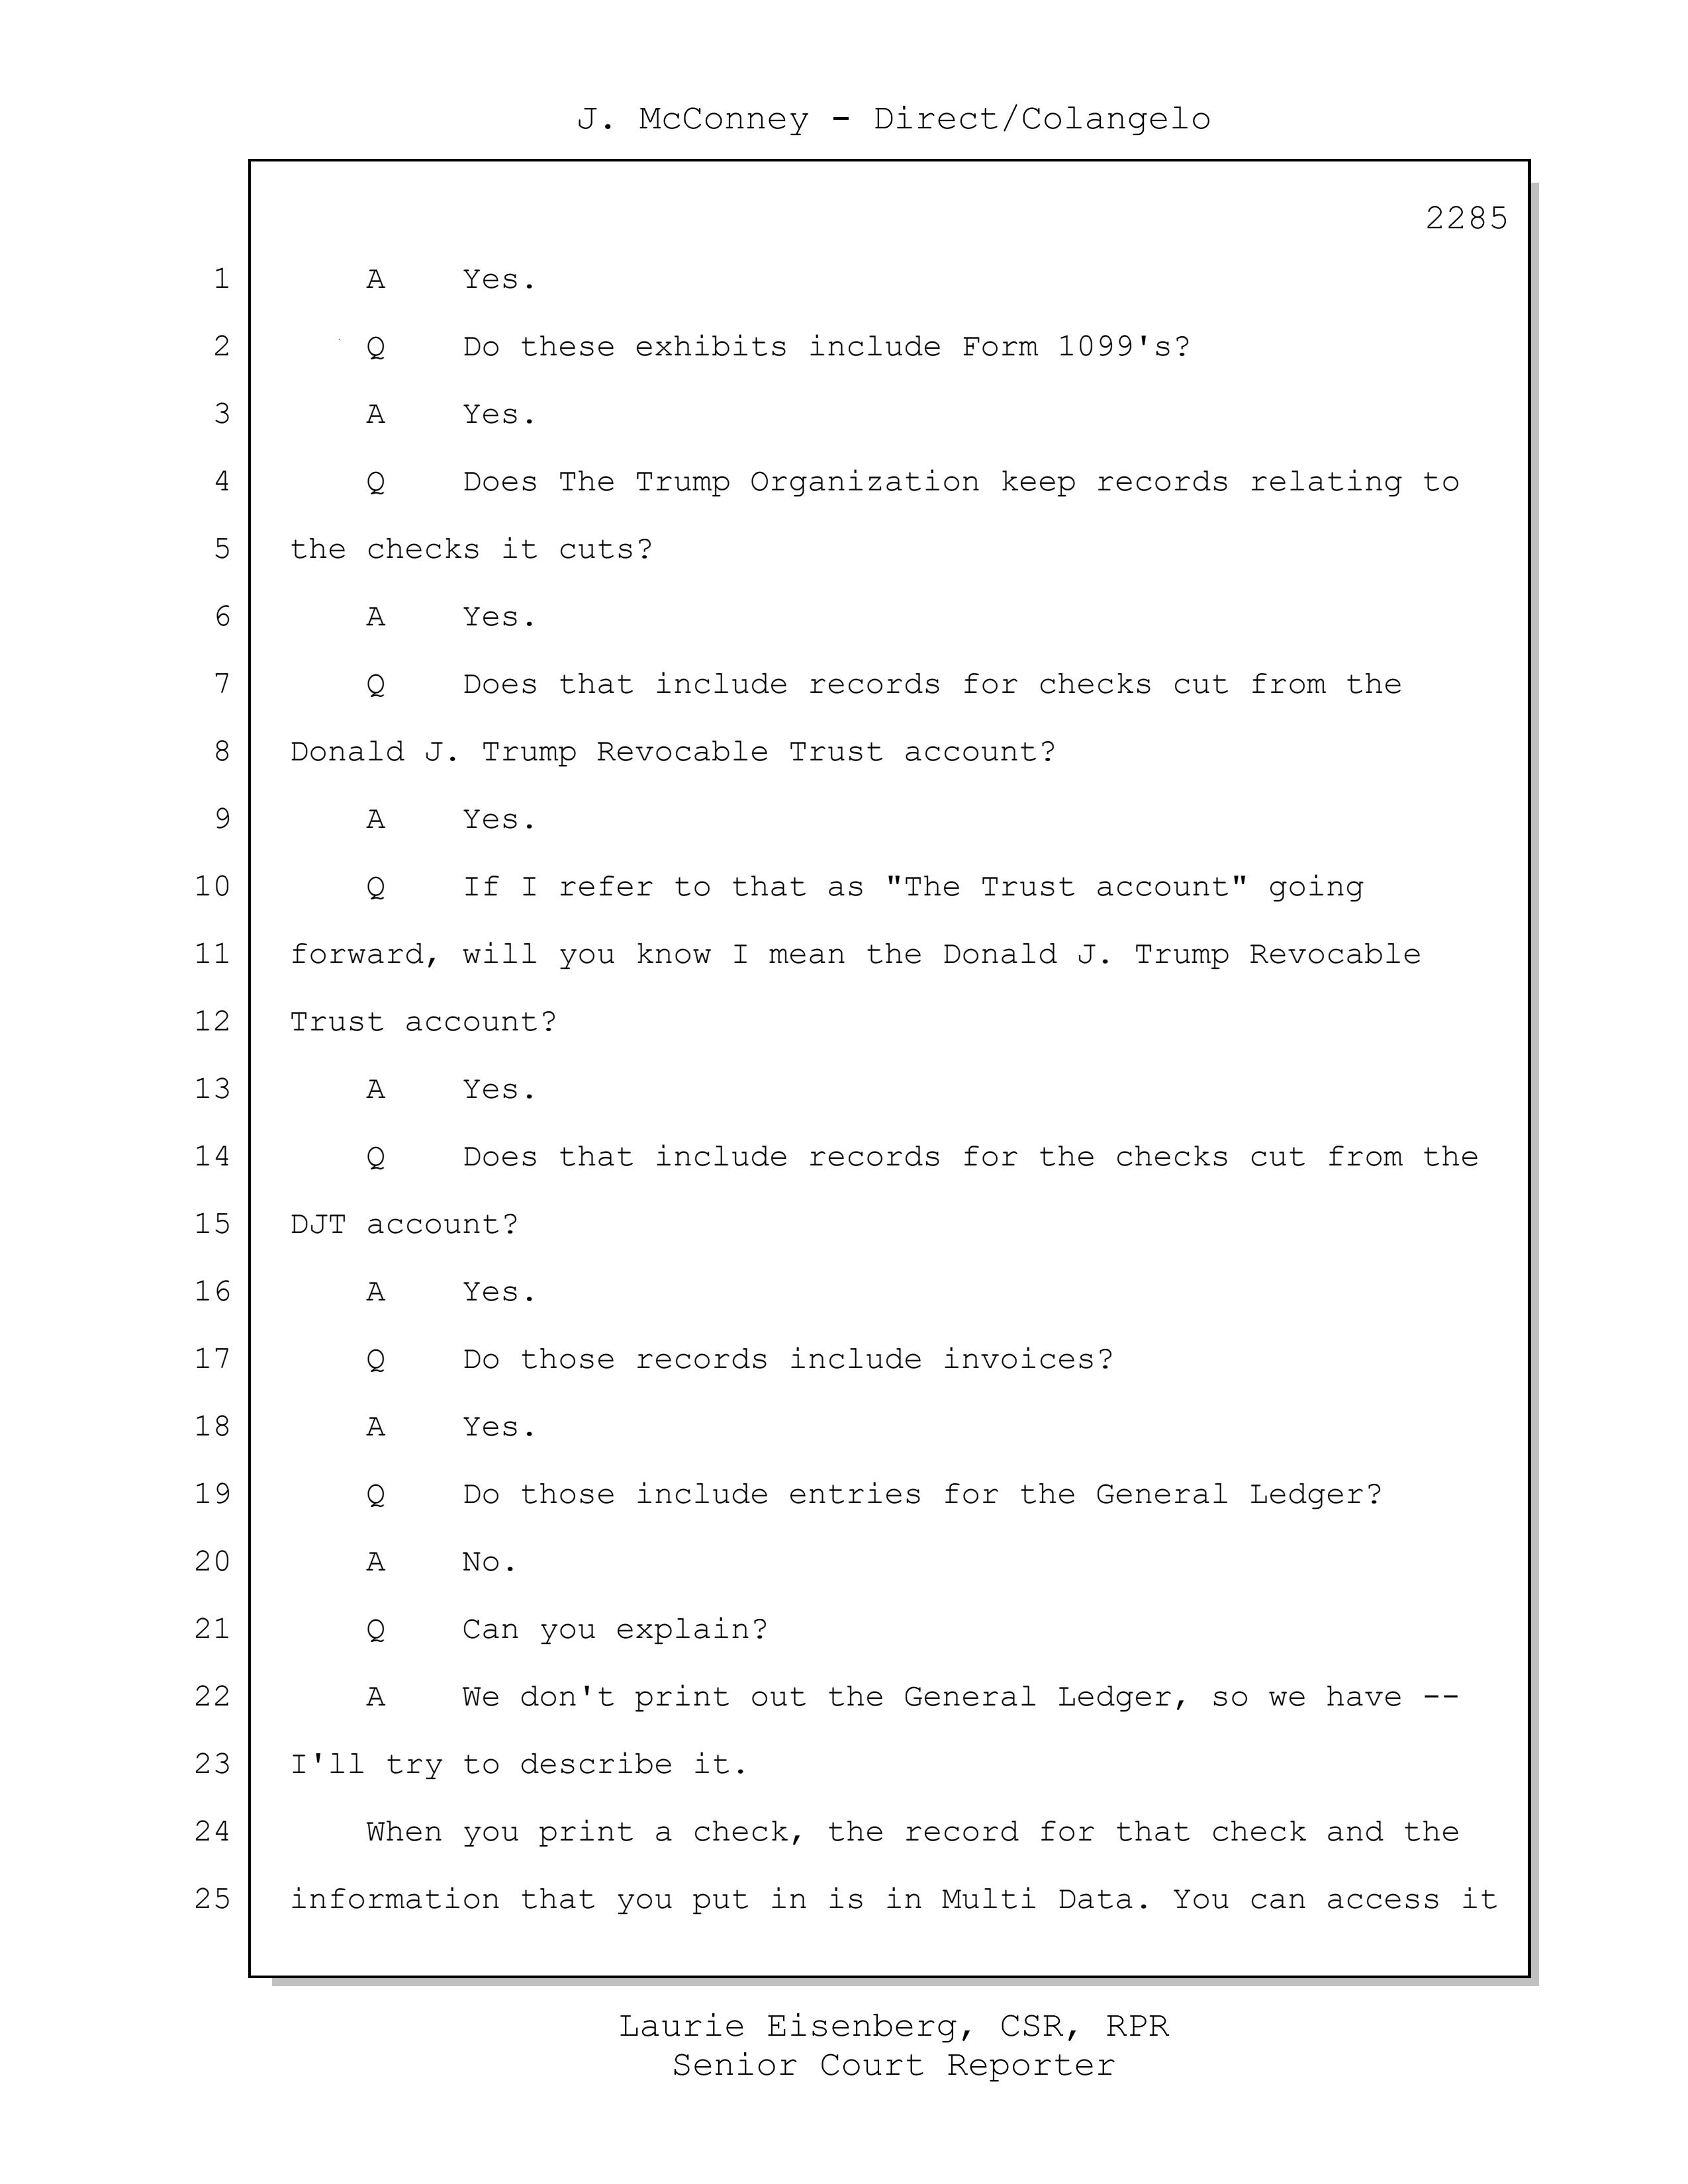 J. McConney - Direct/Colangelo
2285
1 A Yes.
2 Q Do these exhibits include Form 1099's?
3 A Yes.
4 Q Does The Trump Organization keep records relating to
5 the checks it cuts?
6 A Yes.
7 Q Does that include records for checks cut from the
8 Donald J. Trump Revocable Trust account?
9 A Yes.
10 Q If I refer to that as "The Trust account" going
11 forward, will you know I mean the Donald J. Trump Revocable
12 Trust account?
13 A Yes.
14 Q Does that include records for the checks cut from the
15 DJT account?
16 A Yes.
17 Q Do those records include invoices?
18 A Yes.
19 Q Do those include entries for the General Ledger?
20 A No.
21 Q Can you explain?
22 A We don't print out the General Ledger, so we have --
23 I'll try to describe it.
24 When you print a check, the record for that check and the
25 information that you put in is in Multi Data. You can access it
Laurie Eisenberg, CSR, RPR
Senior Court Reporter